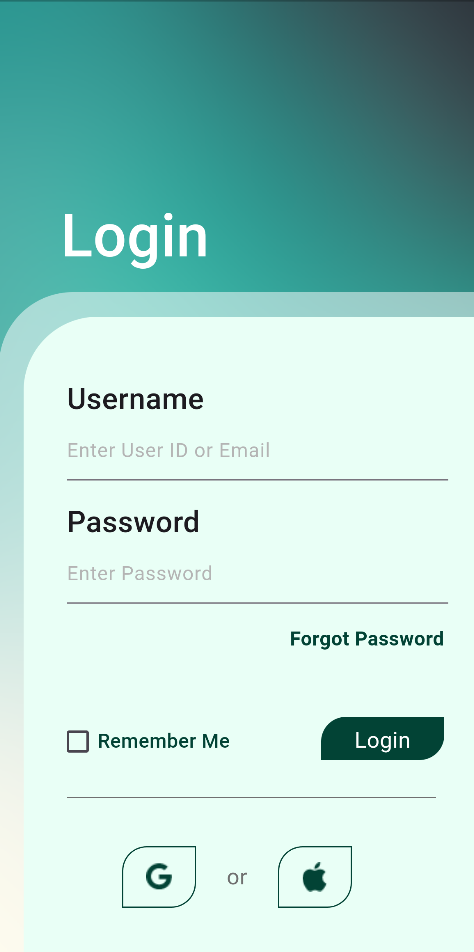 Login
Username
Enter User ID or Email
Password
Enter Password
Forgot Password
Remember Me
Login
G or